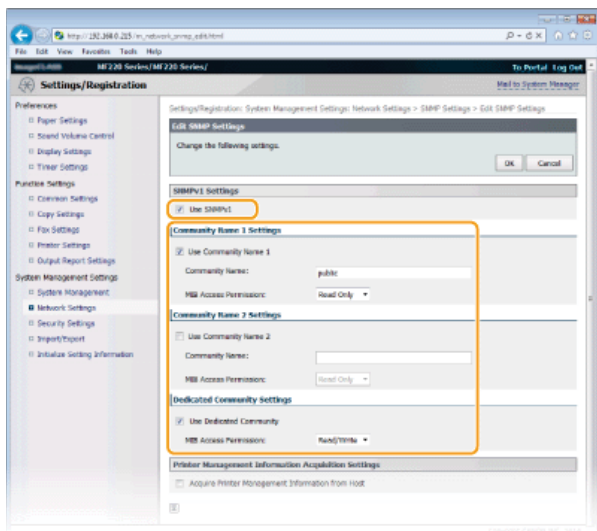 File Edit View Favorites Tools Help
MF220 Series/MF220 Series/
To Portal Log Out
Settings/Registration
Mail to System Manager
Preferences
Paper Settings
Sound Volume Control
Display Settings
Timer Settings
Function Settings
Common Settings
Copy Settings
Fax Settings
Printer Settings
Output Report Settings
System Management Settings
System Management
Network Settings
Security Settings
Import/Export
Initialize Setting Information
Settings/Registration: System Management Settings: Network Settings > SNMP Settings > Edit SNMP Settings
Edit SNMP Settings
Change the following settings.
OK Cancel
SNMPv1 Settings
Use SNMPv1
Community Name 1 Settings
Use Community Name 1
Community Name: public
MIB Access Permission: Read Only
Community Name 2 Settings
Use Community Name 2
Community Name:
MIB Access Permission: Read Only
Dedicated Community Settings
Use Dedicated Community
MIB Access Permission: Read/Write
Printer Management Information Acquisition Settings
Acquire Printer Management Information from Host